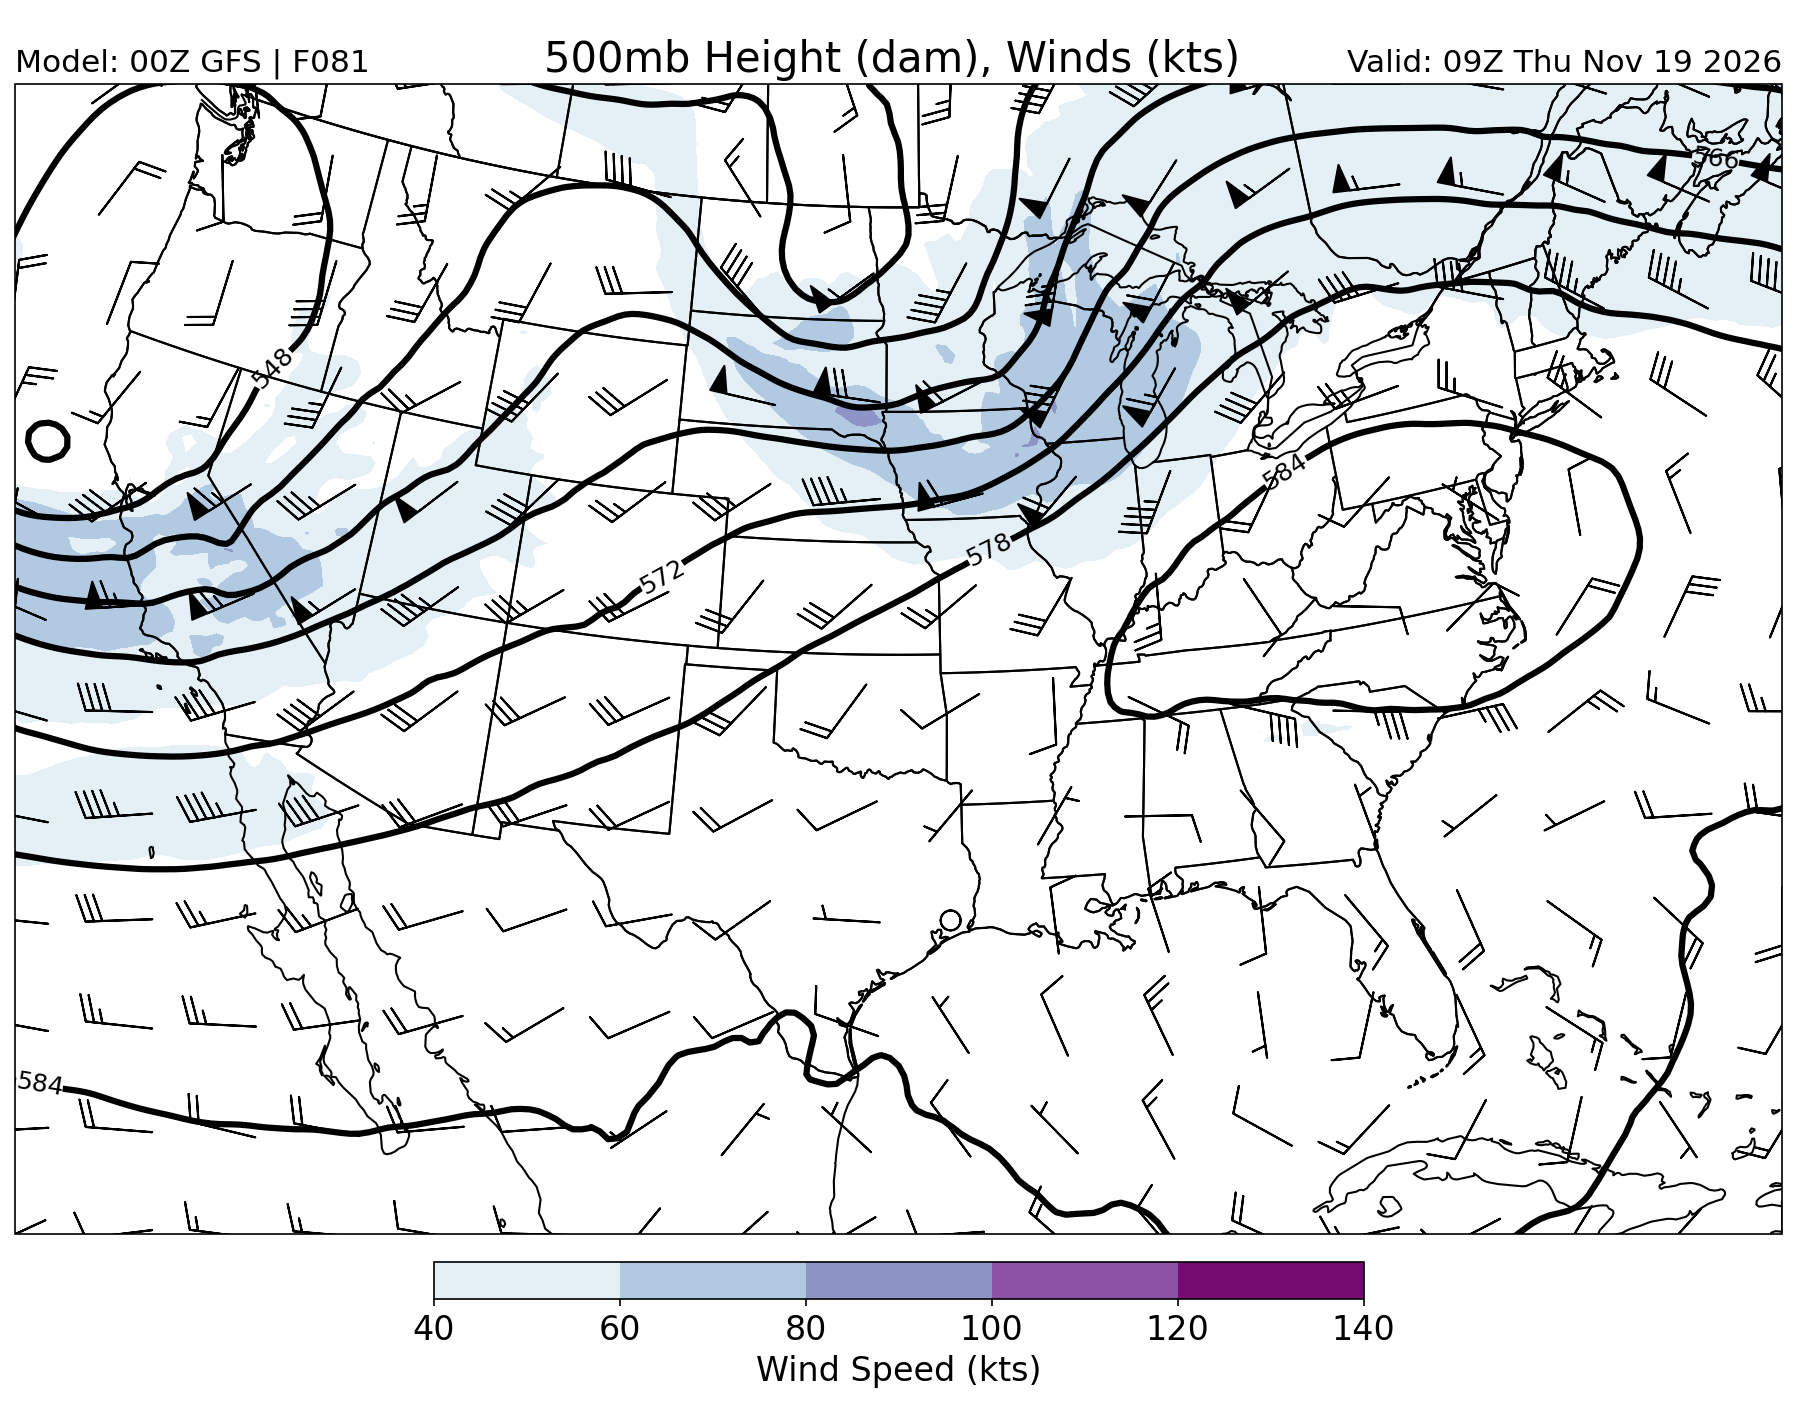 Model: 00Z GFS | F081
500mb Height (dam), Winds (kts)
Valid: 09Z Thu Nov 19 2026
566
548
584
578
572
584
40 60 80 100 120 140
Wind Speed (kts)